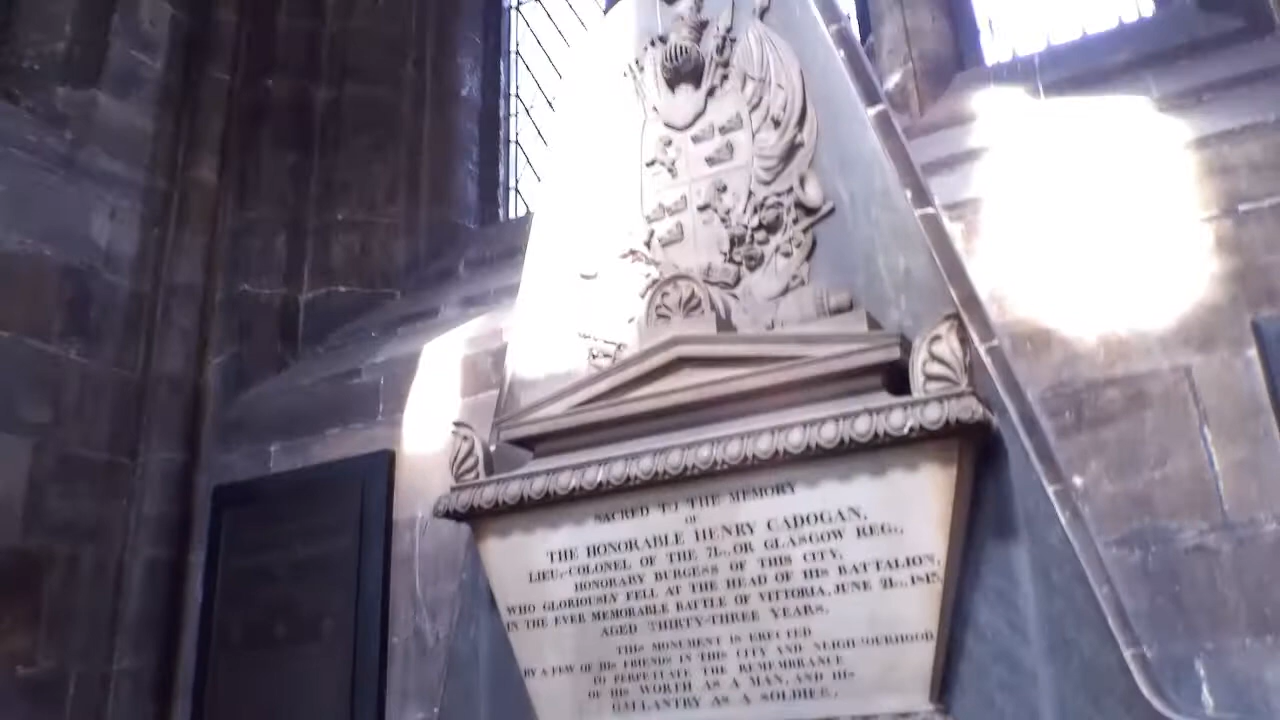 SACRED TO THE MEMORY
OF
THE HONORABLE HENRY CADOGAN,
LIEU.-COLONEL OF THE 71., OR GLASGOW REG.,
HONORARY BURGESS OF THIS CITY,
WHO GLORIOUSLY FELL AT THE HEAD OF HIS BATTALION,
IN THE EVER MEMORABLE BATTLE OF VITTORIA, JUNE 21., 1813,
AGED THIRTY-THREE YEARS.
THIS MONUMENT IS ERECTED
BY A FEW OF HIS FRIENDS IN THIS CITY AND NEIGHBOURHOOD
TO PERPETUATE THE REMEMBRANCE
OF HIS WORTH AS A MAN, AND HIS
GALLANTRY AS A SOLDIER.